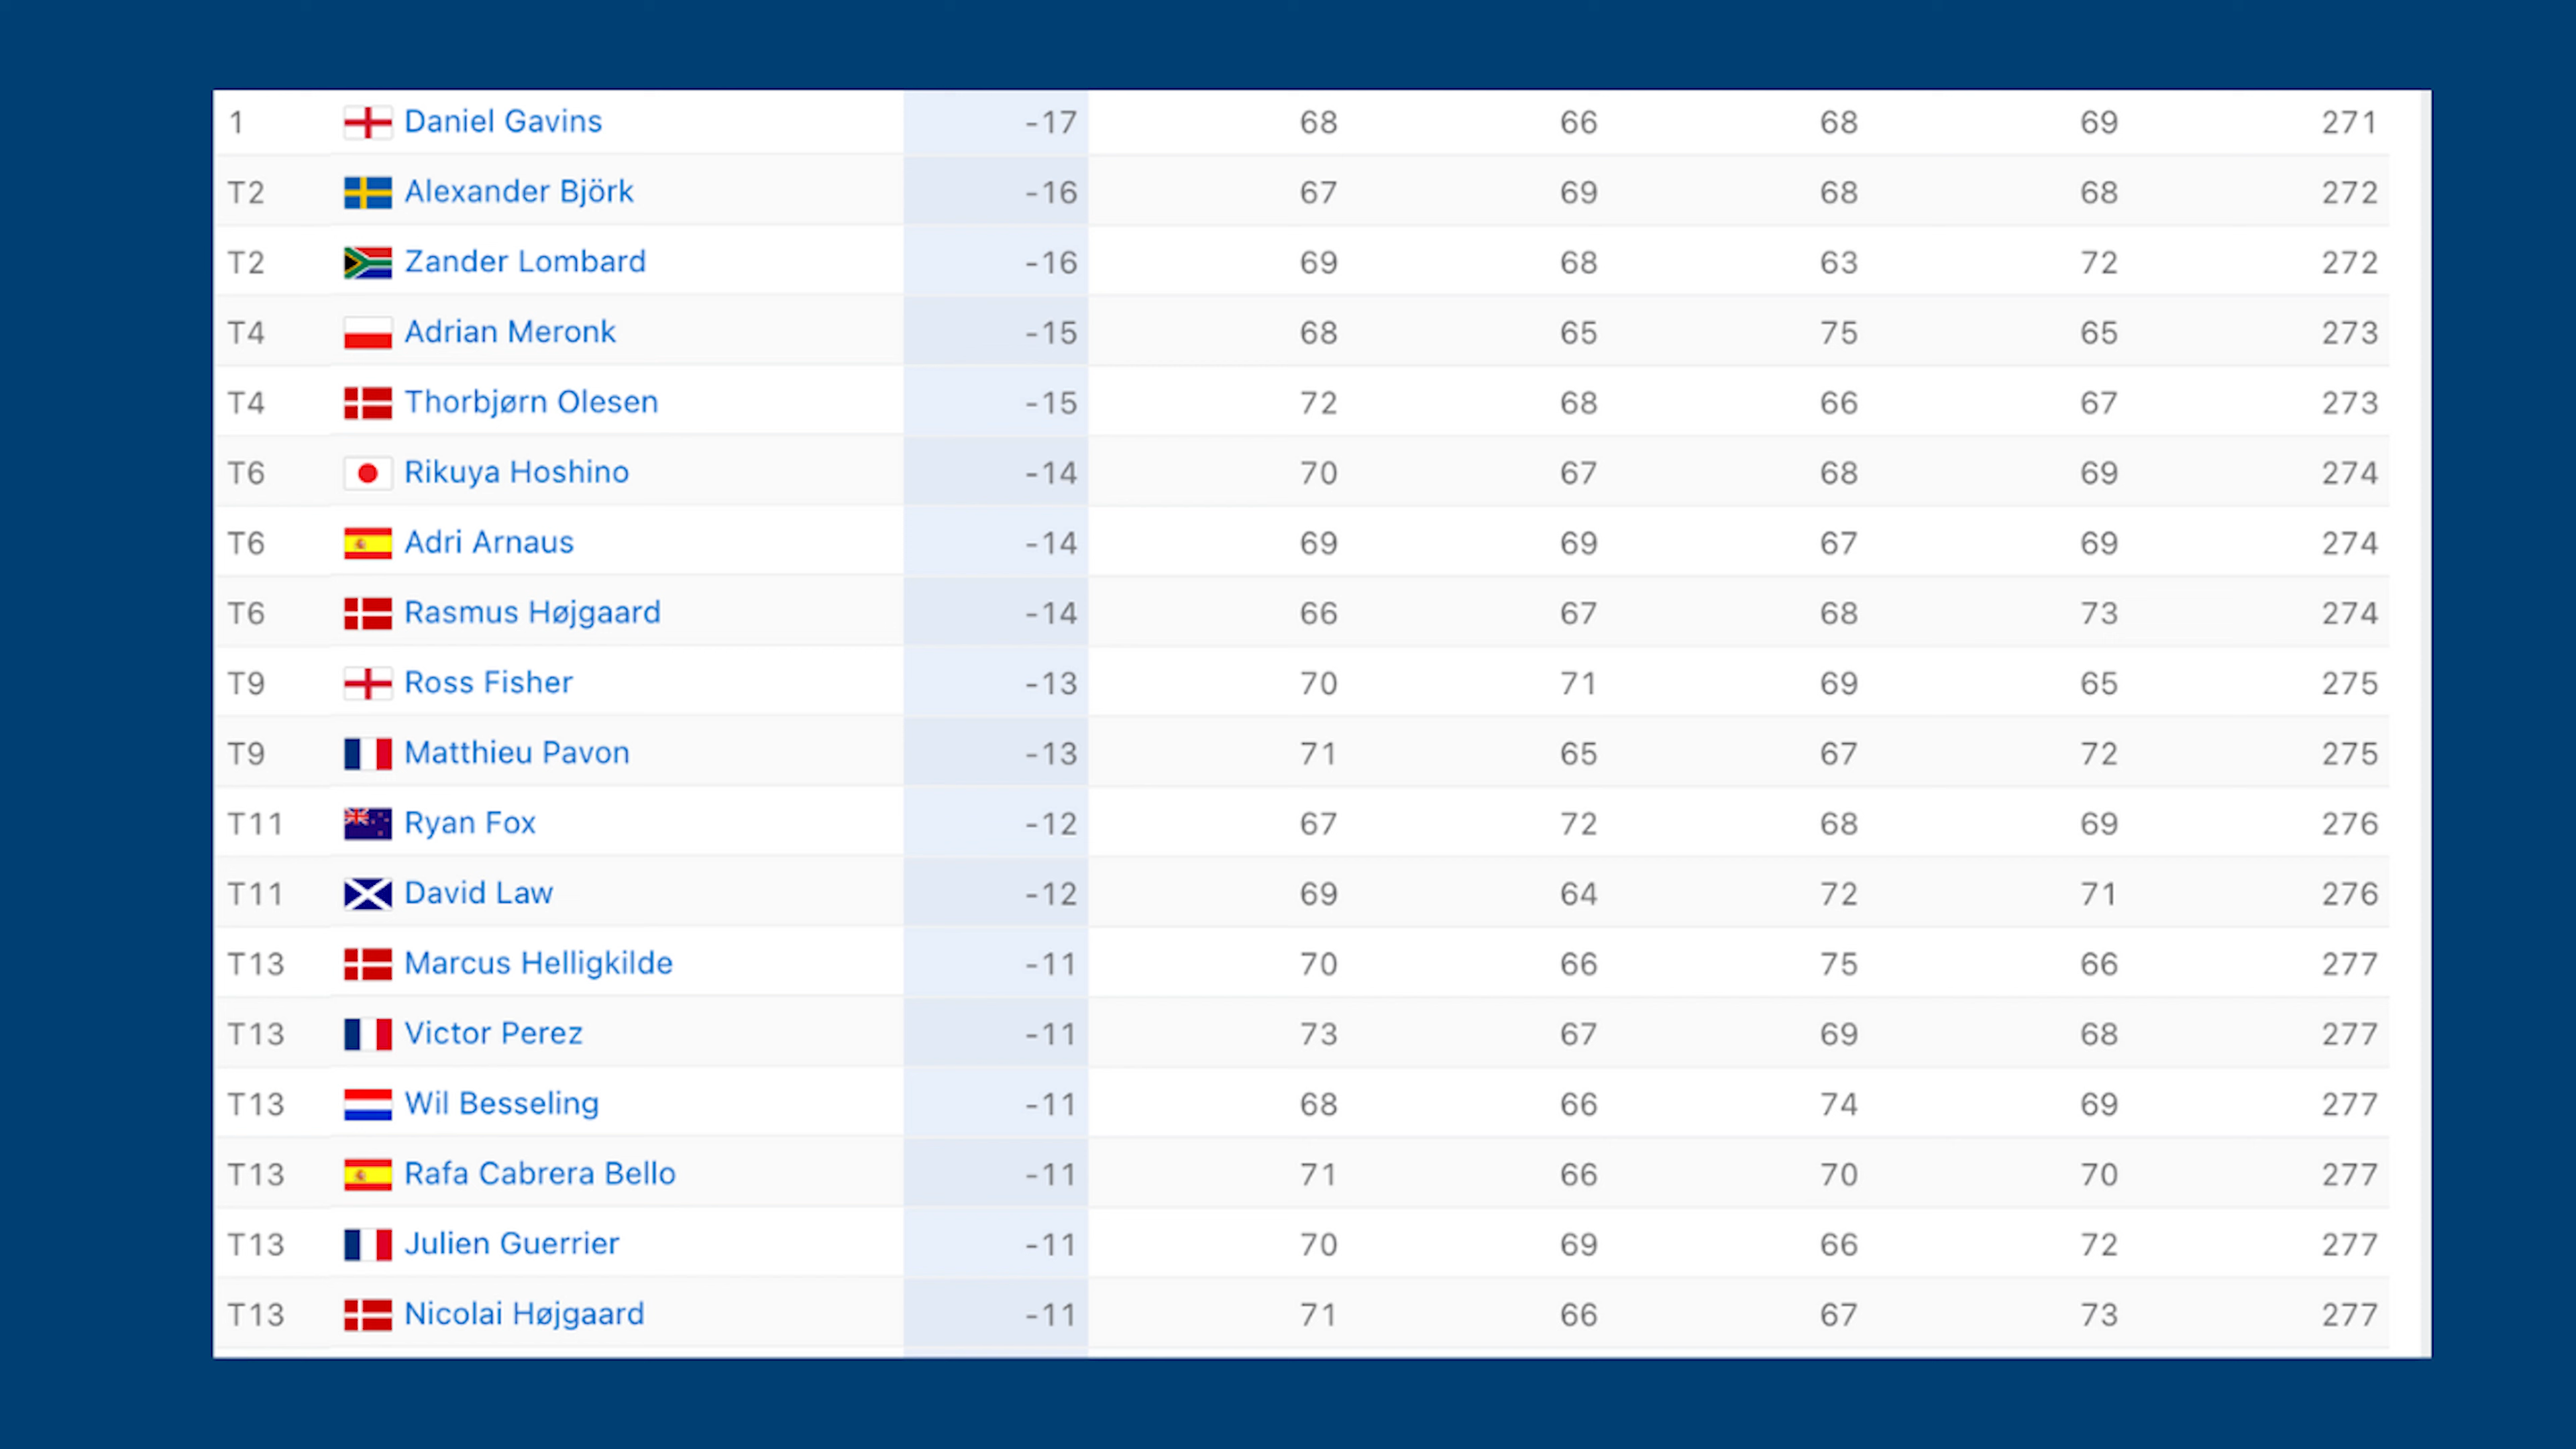 1 Daniel Gavins -17 68 66 68 69 271
T2 Alexander Björk -16 67 69 68 68 272
T2 Zander Lombard -16 69 68 63 72 272
T4 Adrian Meronk -15 68 65 75 65 273
T4 Thorbjørn Olesen -15 72 68 66 67 273
T6 Rikuya Hoshino -14 70 67 68 69 274
T6 Adri Arnaus -14 69 69 67 69 274
T6 Rasmus Højgaard -14 66 67 68 73 274
T9 Ross Fisher -13 70 71 69 65 275
T9 Matthieu Pavon -13 71 65 67 72 275
T11 Ryan Fox -12 67 72 68 69 276
T11 David Law -12 69 64 72 71 276
T13 Marcus Helligkilde -11 70 66 75 66 277
T13 Victor Perez -11 73 67 69 68 277
T13 Wil Besseling -11 68 66 74 69 277
T13 Rafa Cabrera Bello -11 71 66 70 70 277
T13 Julien Guerrier -11 70 69 66 72 277
T13 Nicolai Højgaard -11 71 66 67 73 277